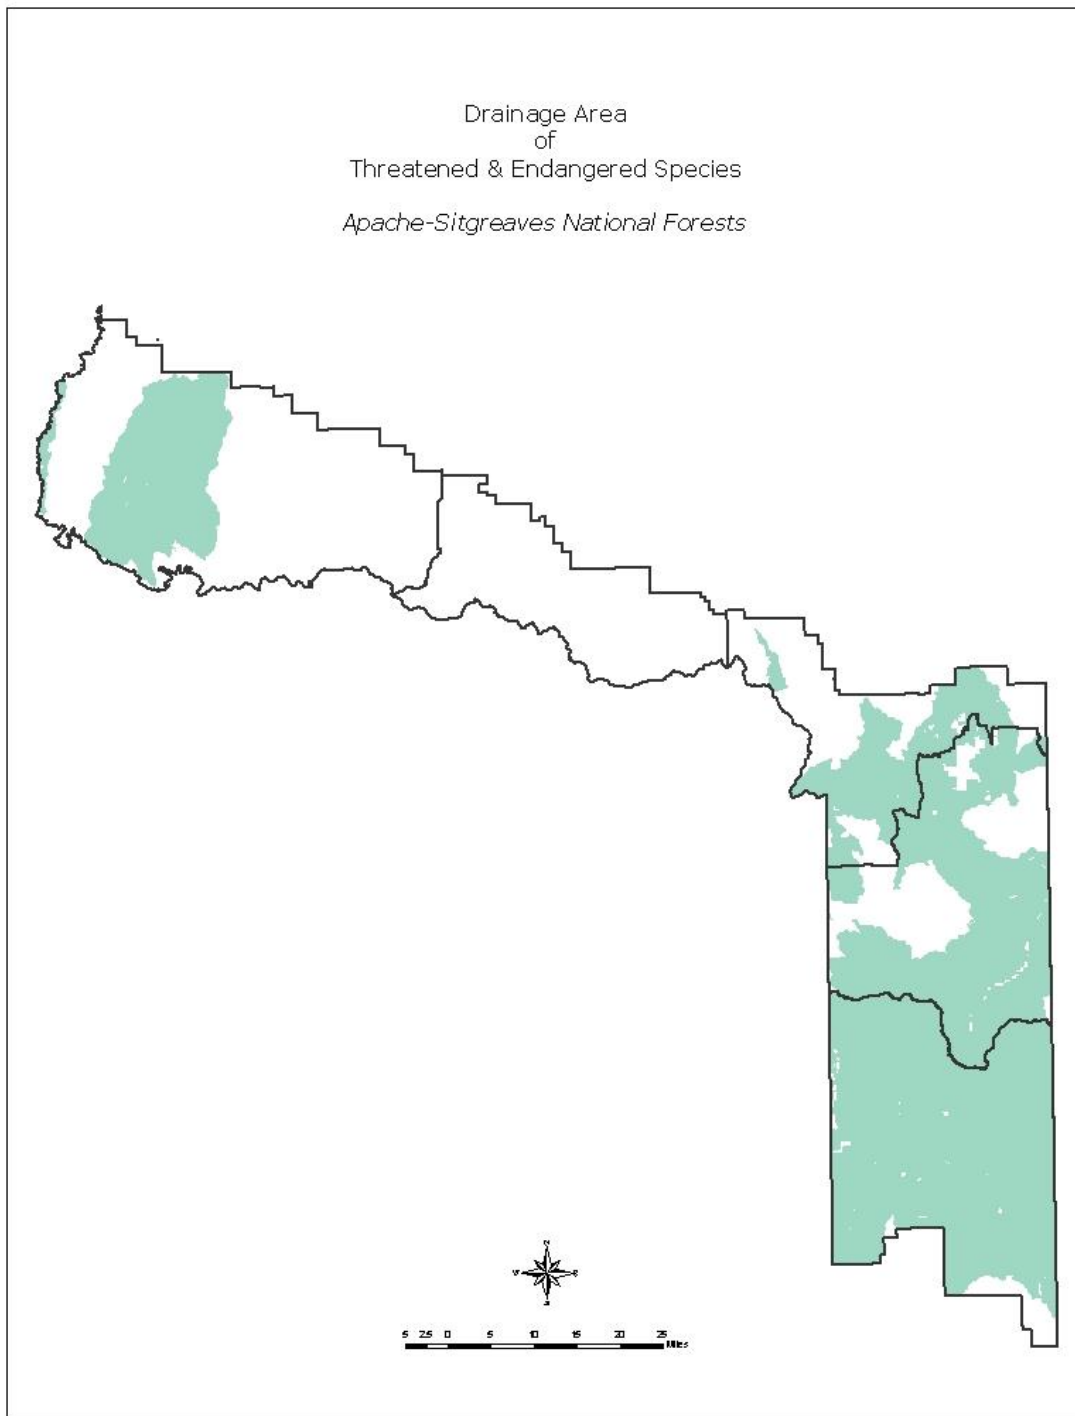 Drainage Area
of
Threatened & Endangered Species
Apache-Sitgreaves National Forests
N
W E
S
5 2.5 0 5 10 15 20 25
Miles